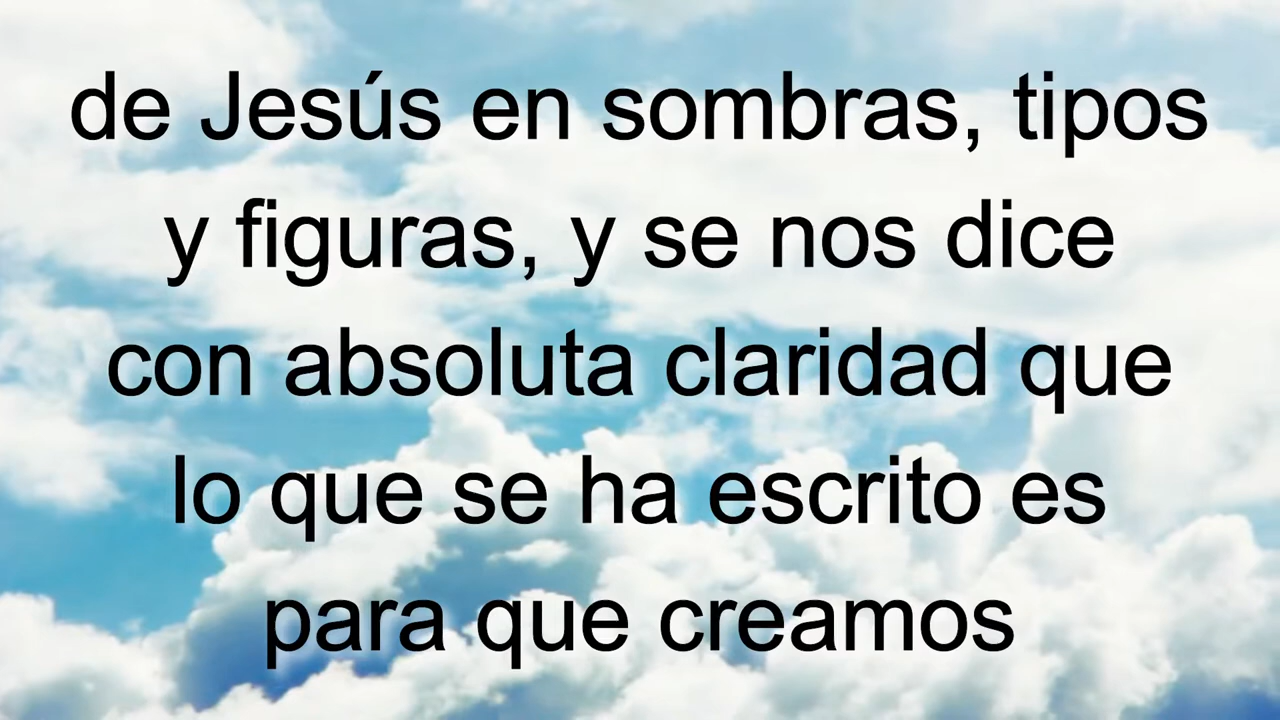 de Jesús en sombras, tipos
y figuras, y se nos dice
con absoluta claridad que
lo que se ha escrito es
para que creamos